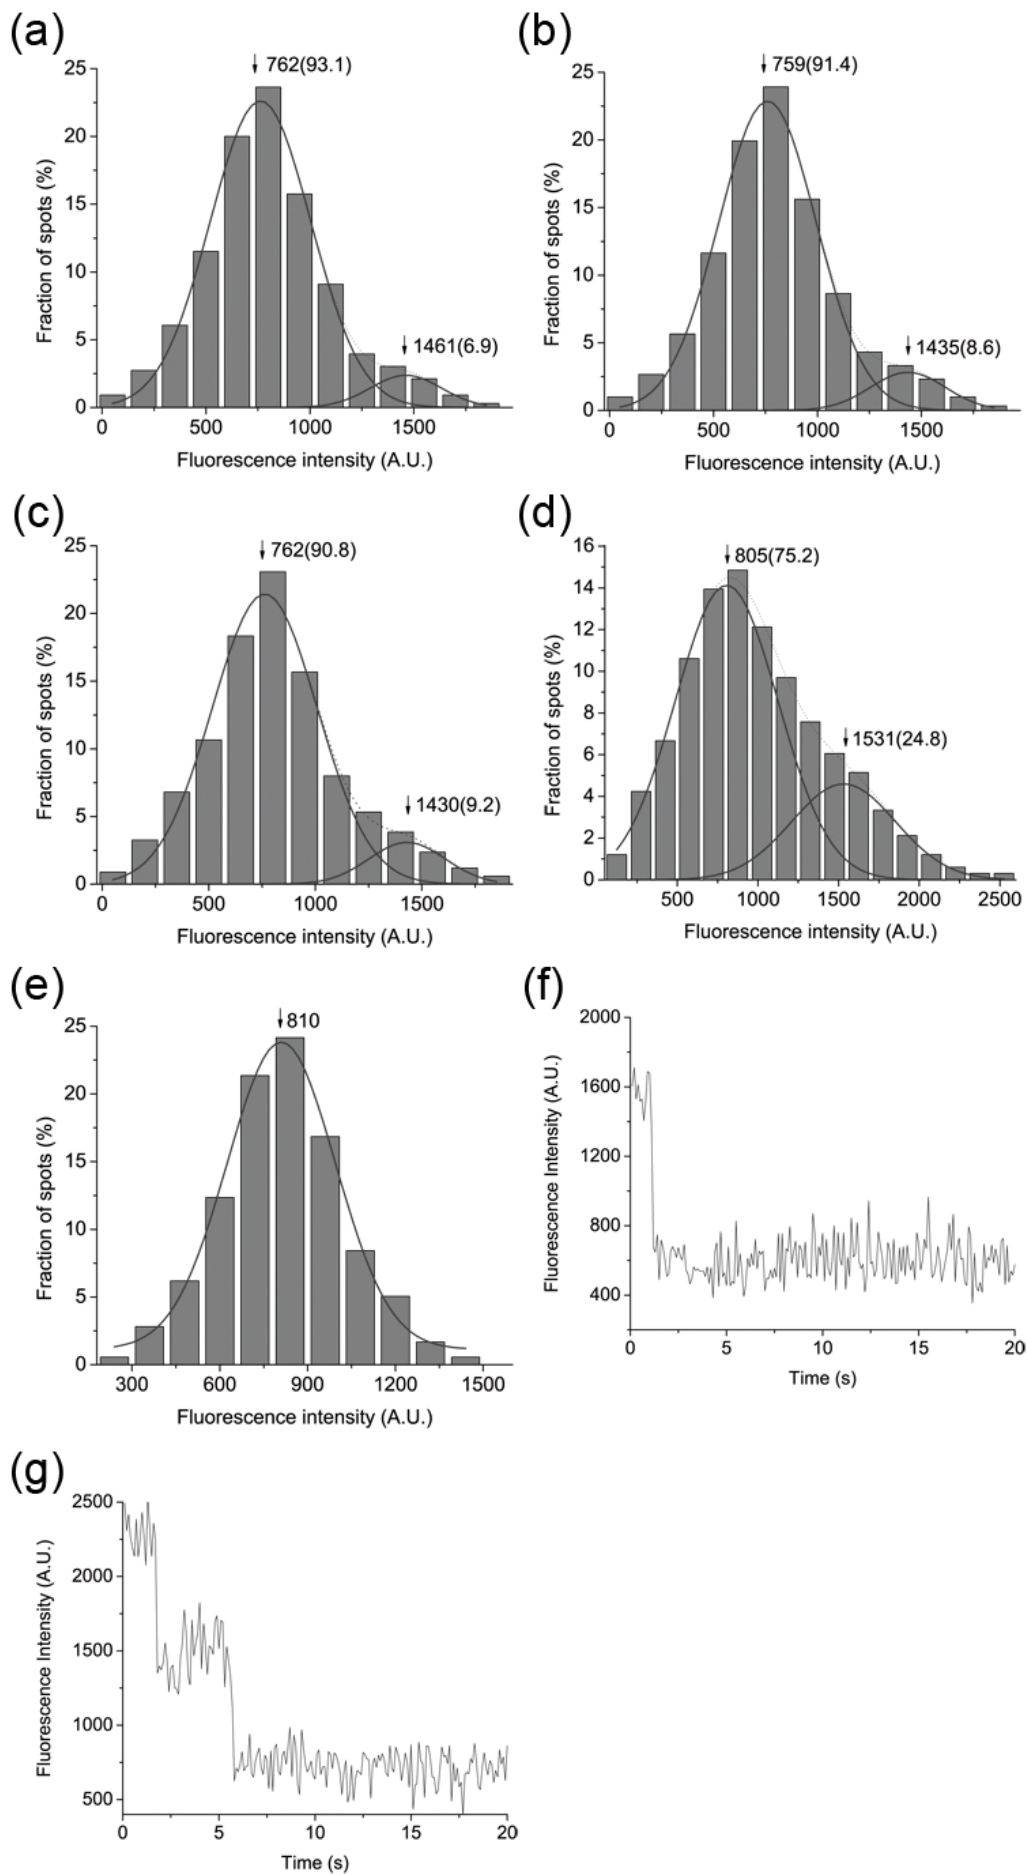 (a)
762(93.1)
1461(6.9)
25
20
15
10
5
0
0 500 1000 1500
Fraction of spots (%)
Fluorescence intensity (A.U.)
(b)
759(91.4)
1435(8.6)
25
20
15
10
5
0
0 500 1000 1500
Fraction of spots (%)
Fluorescence intensity (A.U.)
(c)
762(90.8)
1430(9.2)
25
20
15
10
5
0
0 500 1000 1500
Fraction of spots (%)
Fluorescence intensity (A.U.)
(d)
805(75.2)
1531(24.8)
16
14
12
10
8
6
4
2
0
500 1000 1500 2000 2500
Fraction of spots (%)
Fluorescence intensity (A.U.)
(e)
810
25
20
15
10
5
0
300 600 900 1200 1500
Fraction of spots (%)
Fluorescence intensity (A.U.)
(f)
2000
1600
1200
800
400
0 5 10 15 20
Fluorescence Intensity (A.U.)
Time (s)
(g)
2500
2000
1500
1000
500
0 5 10 15 20
Fluorescence Intensity (A.U.)
Time (s)